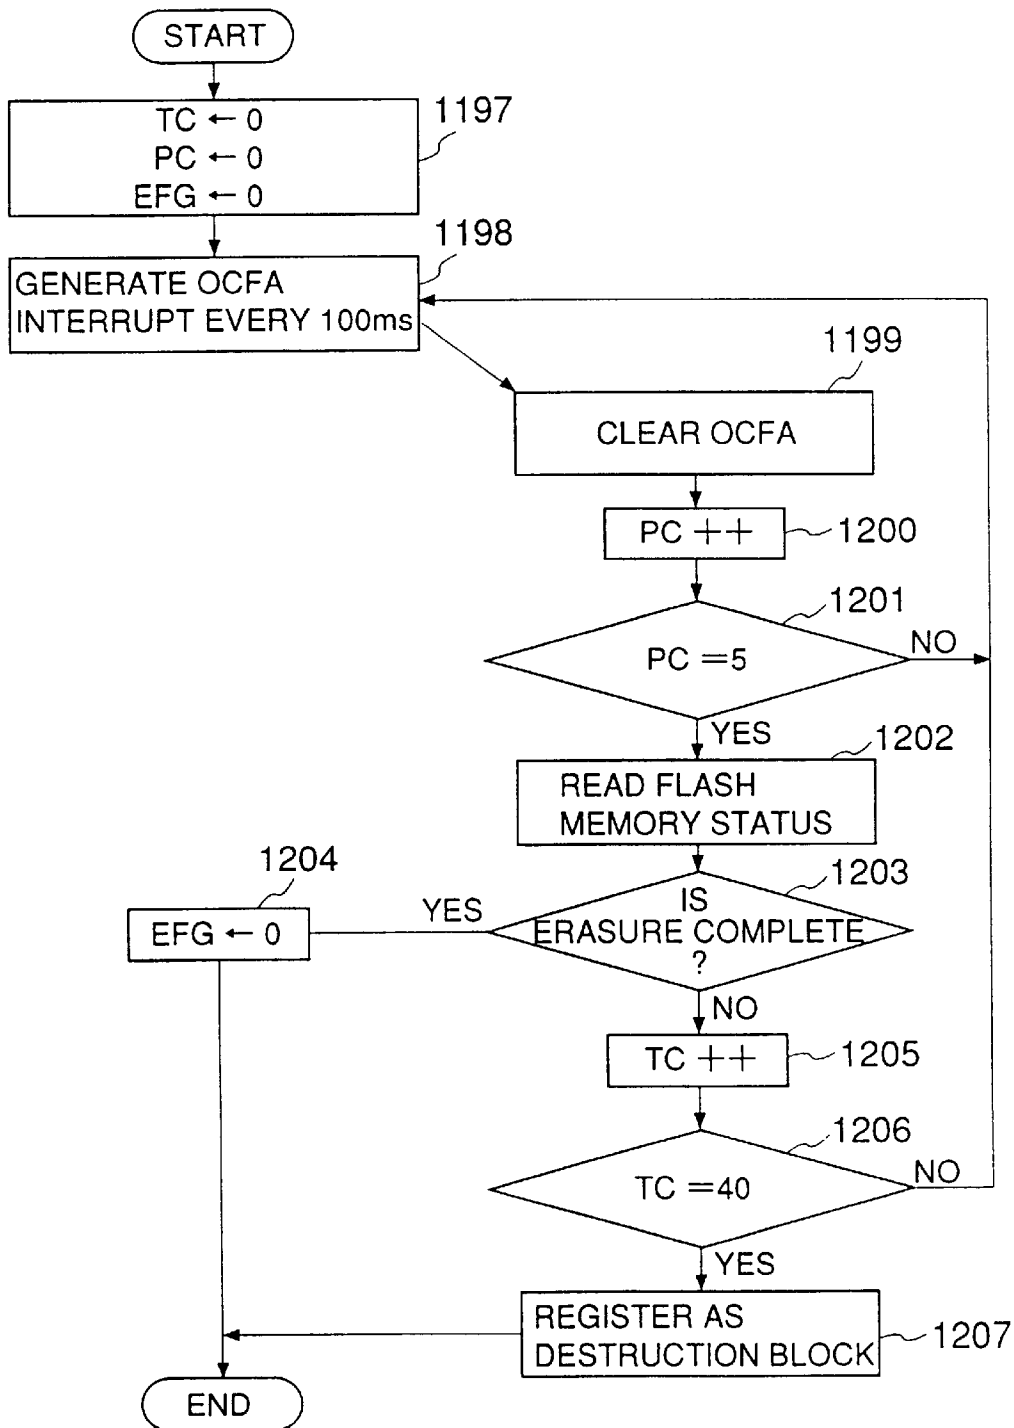 START
1197
TC ← 0
PC ← 0
EFG ← 0
1198
GENERATE OCFA
INTERRUPT EVERY 100ms
1199
CLEAR OCFA
PC ++
1200
1201
PC =5
NO
YES
1202
READ FLASH
MEMORY STATUS
1203
IS
ERASURE COMPLETE
?
YES
1204
EFG ← 0
NO
TC ++
1205
1206
TC =40
NO
YES
REGISTER AS
DESTRUCTION BLOCK
1207
END